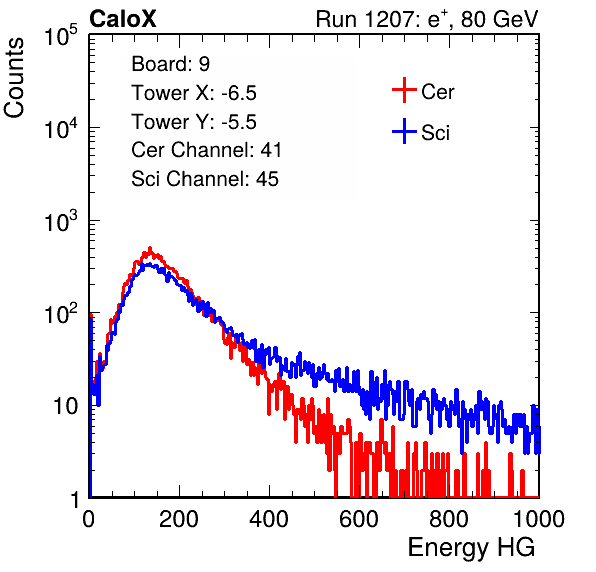 CaloX Run 1207: e⁺, 80 GeV
Counts
10⁵
10⁴
10³
10²
10
1
Board: 9
Tower X: -6.5
Tower Y: -5.5
Cer Channel: 41
Sci Channel: 45
Cer
Sci
0 200 400 600 800 1000
Energy HG